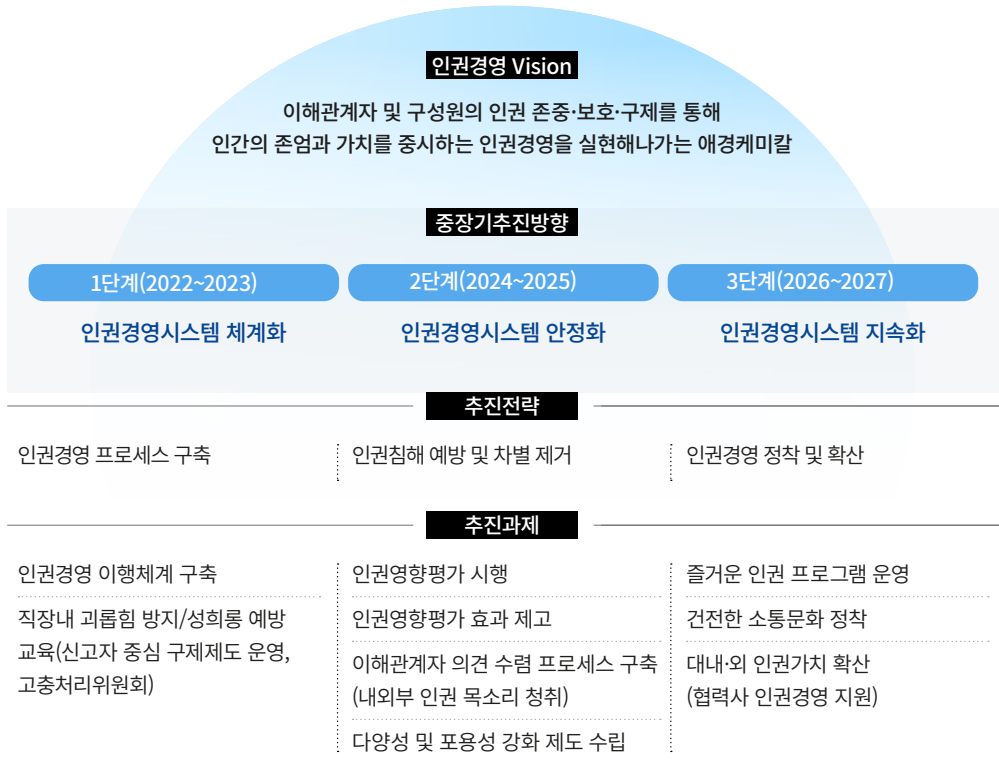 인권경영 Vision
이해관계자 및 구성원의 인권 존중·보호·구제를 통해
인간의 존엄과 가치를 중시하는 인권경영을 실현해나가는 애경케미칼
중장기추진방향
1단계(2022~2023)
인권경영시스템 체계화
2단계(2024~2025)
인권경영시스템 안정화
3단계(2026~2027)
인권경영시스템 지속화
추진전략
인권경영 프로세스 구축
인권침해 예방 및 차별 제거
인권경영 정착 및 확산
추진과제
인권경영 이행체계 구축
직장내 괴롭힘 방지/성희롱 예방
교육(신고자 중심 구제제도 운영,
고충처리위원회)
인권영향평가 시행
인권영향평가 효과 제고
이해관계자 의견 수렴 프로세스 구축
(내외부 인권 목소리 청취)
다양성 및 포용성 강화 제도 수립
즐거운 인권 프로그램 운영
건전한 소통문화 정착
대내·외 인권가치 확산
(협력사 인권경영 지원)